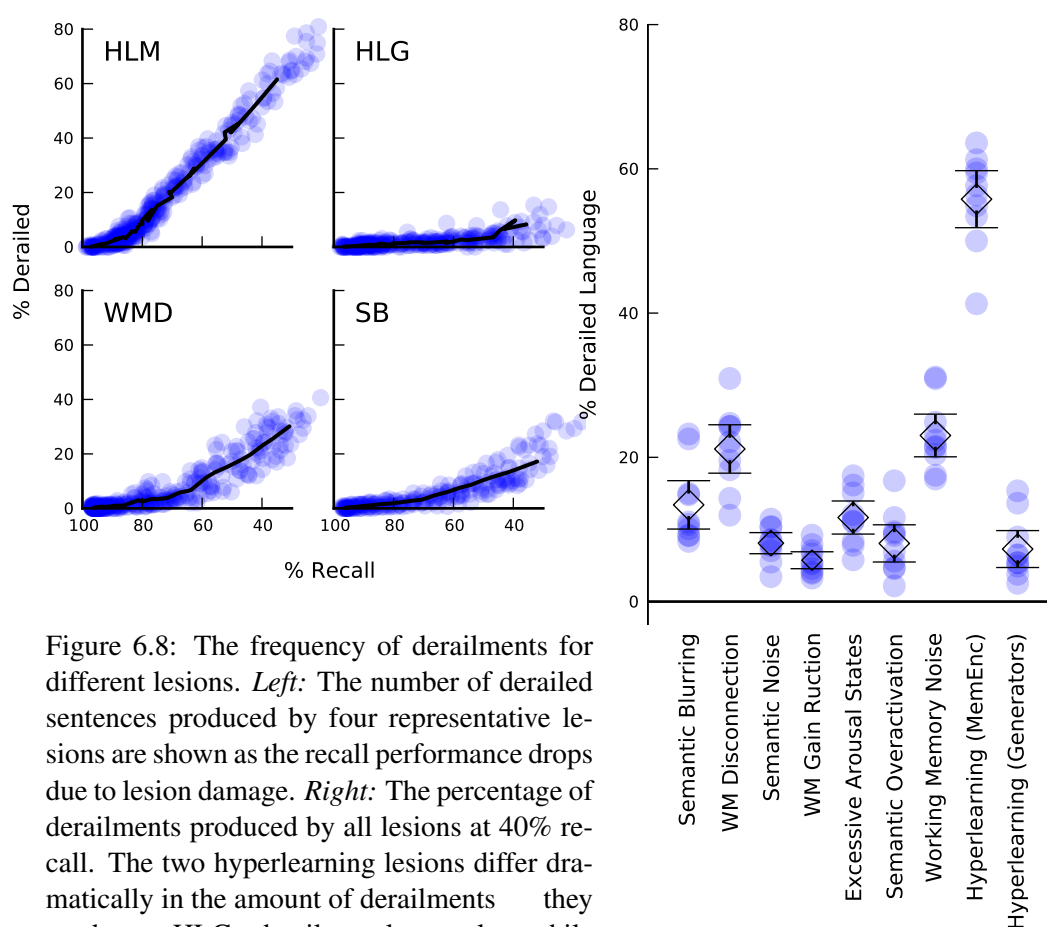 80
60
40
20
0
HLM
HLG
% Derailed
80
60
40
20
0
100
80
60
40
100
80
60
40
WMD
SB
% Recall
80
60
40
20
0
% Derailed Language
Semantic Blurring
WM Disconnection
Semantic Noise
WM Gain Ruction
Excessive Arousal States
Semantic Overactivation
Working Memory Noise
Hyperlearning (MemEnc)
Hyperlearning (Generators)
Figure 6.8: The frequency of derailments for
different lesions. Left: The number of derailed
sentences produced by four representative le-
sions are shown as the recall performance drops
due to lesion damage. Right: The percentage of
derailments produced by all lesions at 40% re-
call. The two hyperlearning lesions differ dra-
matically in the amount of derailments they